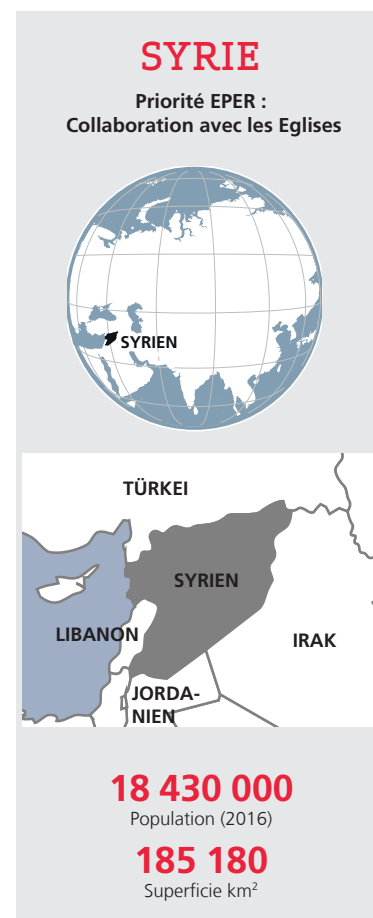 SYRIE
Priorité EPER :
Collaboration avec les Eglises
SYRIEN
TÜRKEI
SYRIEN
LIBANON
IRAK
JORDA-
NIEN
18 430 000
Population (2016)
185 180
Superficie km²